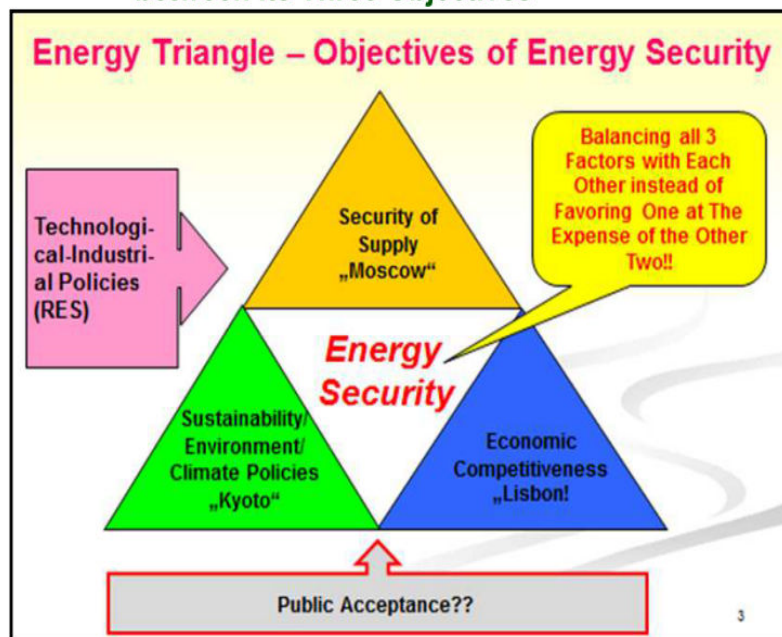 Energy Triangle – Objectives of Energy Security
Balancing all 3
Factors with Each
Other instead of
Favoring One at The
Expense of the Other
Two!!
Technologi-
cal-Industri-
al Policies
(RES)
Security of
Supply
„Moscow“
Energy
Security
Sustainability/
Environment/
Climate Policies
„Kyoto“
Economic
Competitiveness
„Lisbon!
Public Acceptance??
3